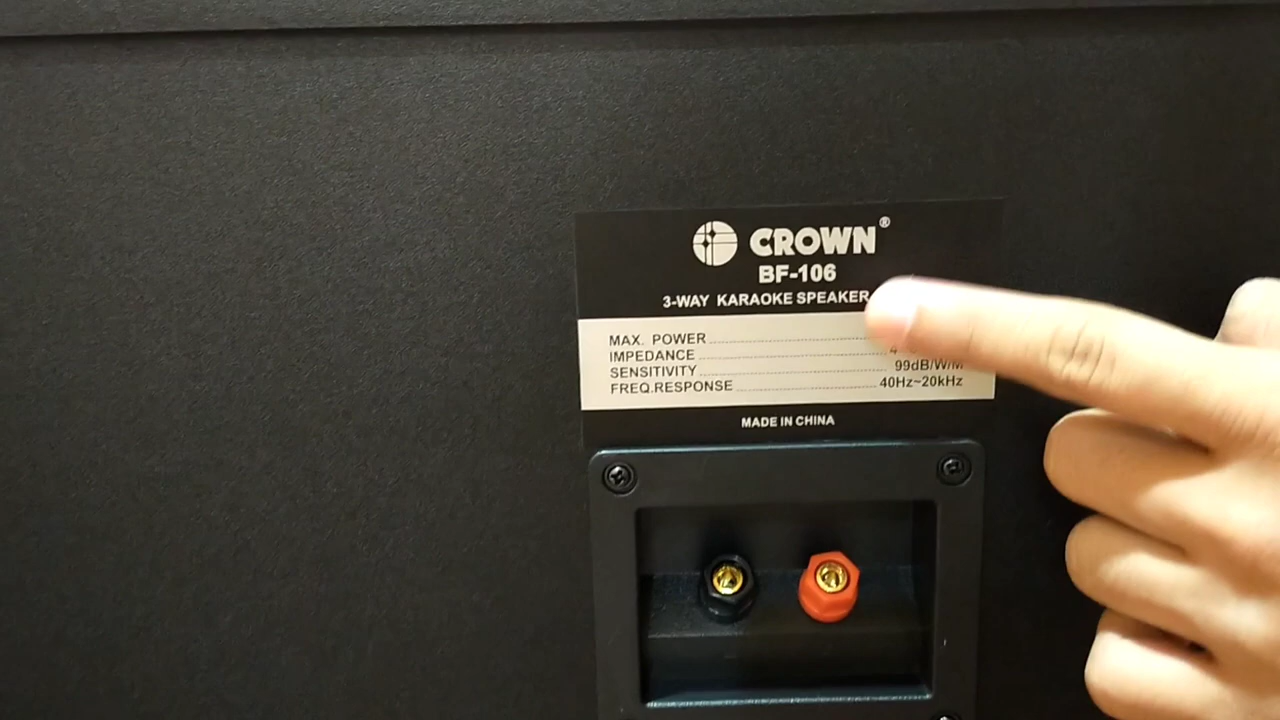 CROWN®
BF-106
3-WAY KARAOKE SPEAKER
MAX. POWER
IMPEDANCE 4
SENSITIVITY 99dB/W/M
FREQ.RESPONSE 40Hz~20kHz
MADE IN CHINA